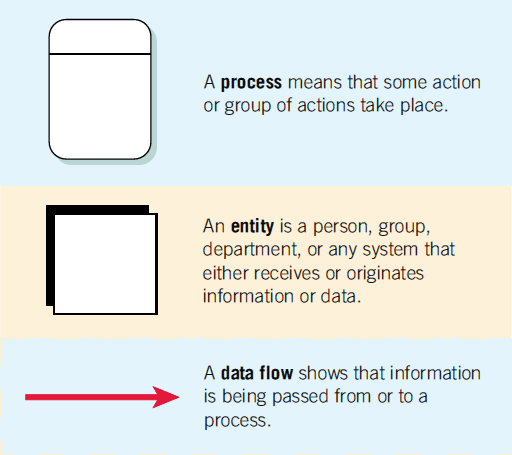 A process means that some action
or group of actions take place.
An entity is a person, group,
department, or any system that
either receives or originates
information or data.
A data flow shows that information
is being passed from or to a
process.